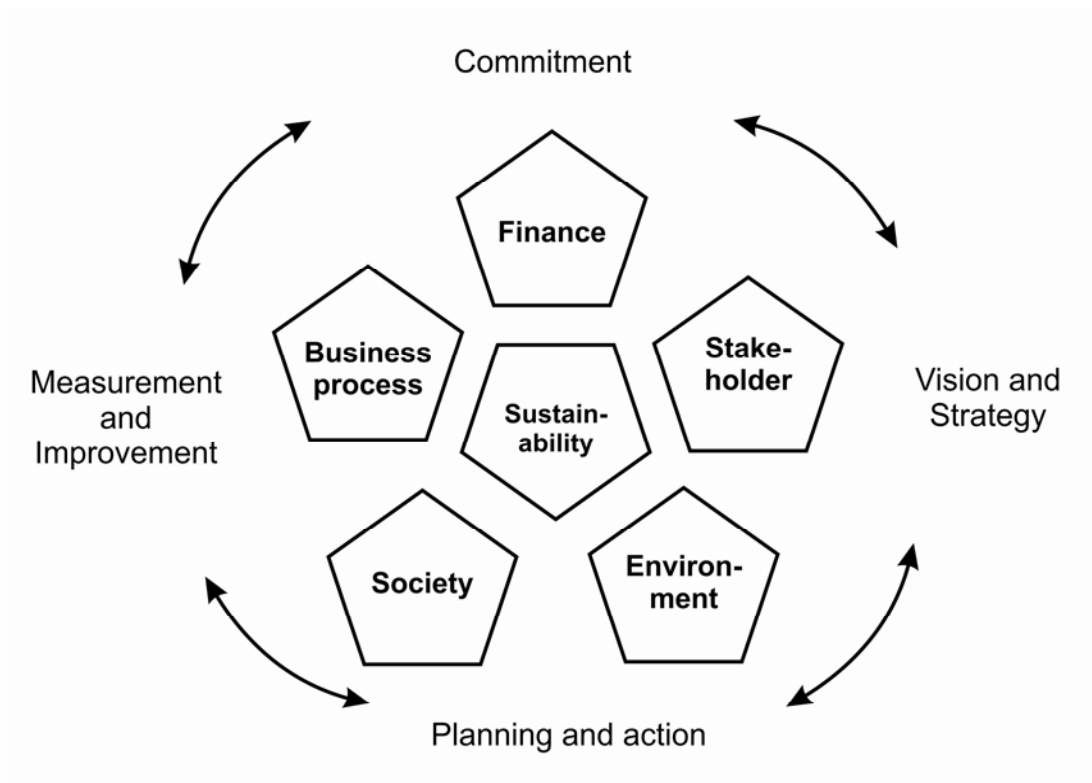 Commitment
Finance
Business
process
Stake-
holder
Measurement
and
Improvement
Sustain-
ability
Vision and
Strategy
Society
Environ-
ment
Planning and action